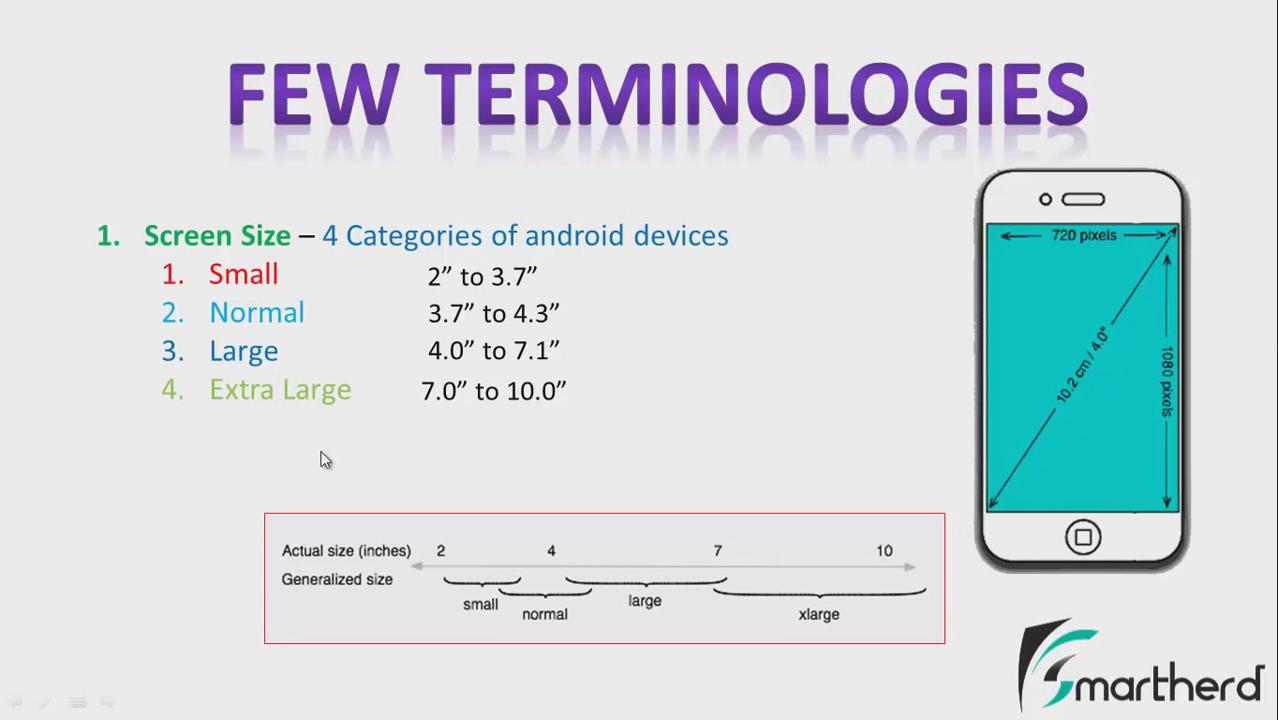 FEW TERMINOLOGIES
1. Screen Size – 4 Categories of android devices
1. Small 2” to 3.7”
2. Normal 3.7” to 4.3”
3. Large 4.0” to 7.1”
4. Extra Large 7.0” to 10.0”
720 pixels
10.2 cm / 4.0"
1080 pixels
Actual size (inches) 2 4 7 10
Generalized size
small
normal
large
xlarge
Smartherd